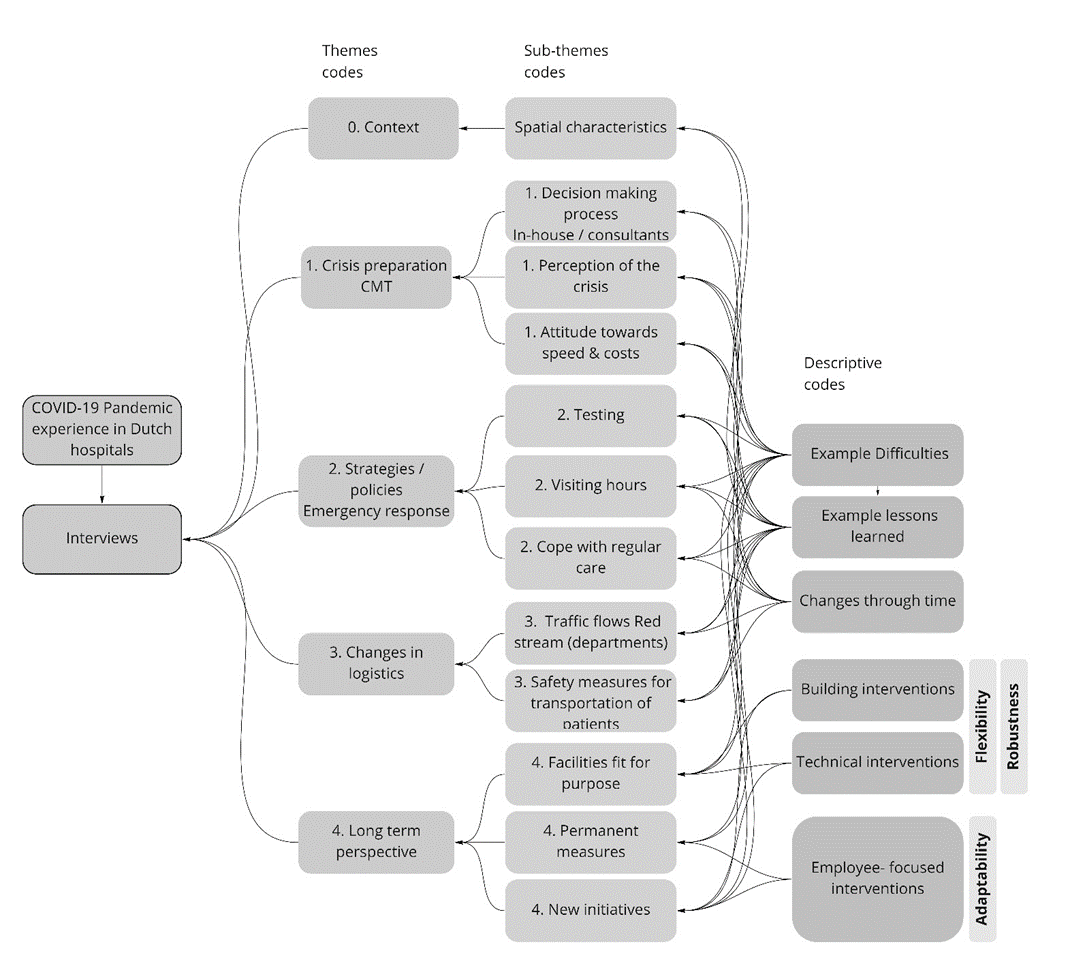 Themes
codes
Sub-themes
codes
0. Context
Spatial characteristics
1. Decision making
process
In-house / consultants
1. Crisis preparation
CMT
1. Perception of the
crisis
1. Attitude towards
speed & costs
Descriptive
codes
COVID-19 Pandemic
experience in Dutch
hospitals
Interviews
2. Strategies /
policies
Emergency response
2. Testing
2. Visiting hours
2. Cope with regular
care
Example Difficulties
Example lessons
learned
Changes through time
3. Changes in
logistics
3. Traffic flows Red
stream (departments)
3. Safety measures for
transportation of
patients
Building interventions
Technical interventions
Flexibility
Robustness
4. Long term
perspective
4. Facilities fit for
purpose
4. Permanent
measures
4. New initiatives
Employee- focused
interventions
Adaptability